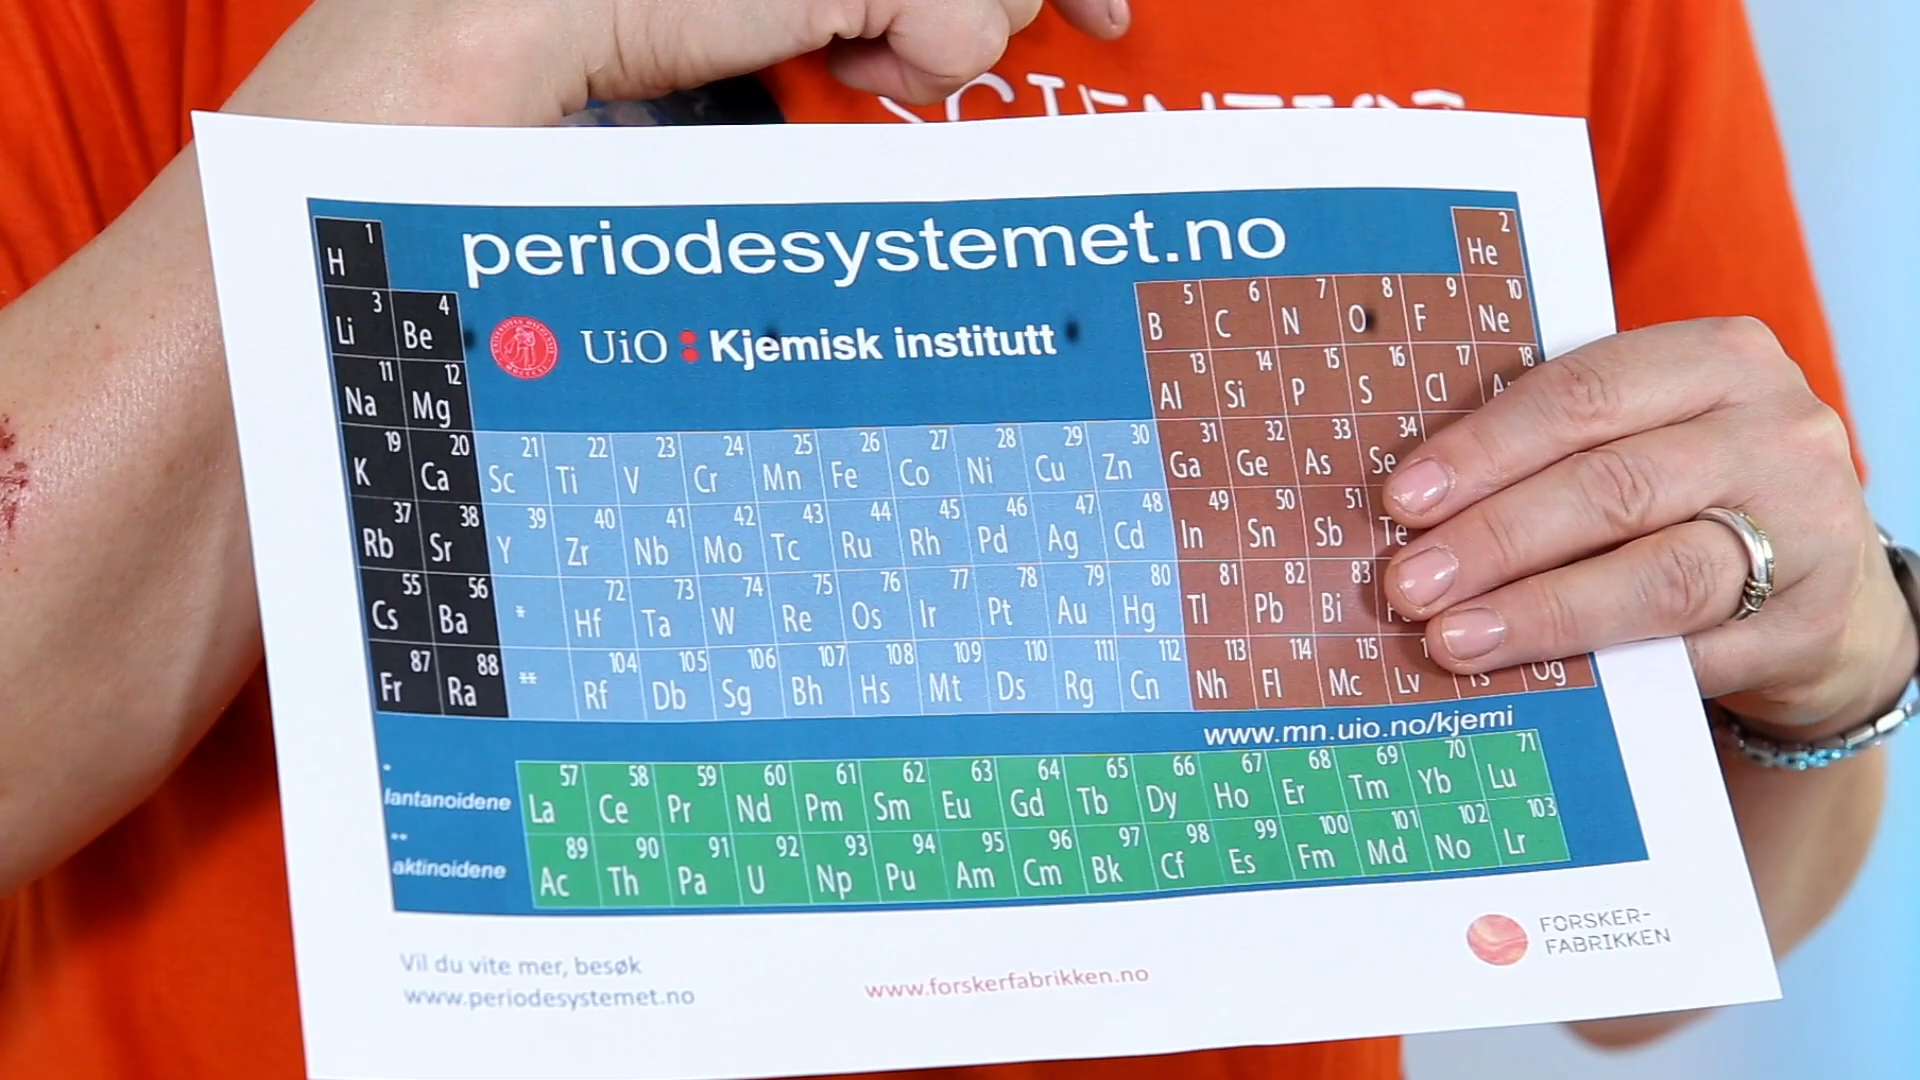 SCIENTIST
periodesystemet.no
UiO : Kjemisk institutt
1 2
H He
3 4 5 6 7 8 9 10
Li Be B C N O F Ne
11 12 13 14 15 16 17 18
Na Mg Al Si P S Cl
19 20 21 22 23 24 25 26 27 28 29 30 31 32 33 34
K Ca Sc Ti V Cr Mn Fe Co Ni Cu Zn Ga Ge As Se
37 38 39 40 41 42 43 44 45 46 47 48 49 50 51
Rb Sr Y Zr Nb Mo Tc Ru Rh Pd Ag Cd In Sn Sb Te
55 56 72 73 74 75 76 77 78 79 80 81 82 83
Cs Ba * Hf Ta W Re Os Ir Pt Au Hg Tl Pb Bi
87 88 104 105 106 107 108 109 110 111 112 113 114 115
Fr Ra ** Rf Db Sg Bh Hs Mt Ds Rg Cn Nh Fl Mc Lv Ts Og
www.mn.uio.no/kjemi
* 57 58 59 60 61 62 63 64 65 66 67 68 69 70 71
lantanoidene La Ce Pr Nd Pm Sm Eu Gd Tb Dy Ho Er Tm Yb Lu
** 89 90 91 92 93 94 95 96 97 98 99 100 101 102 103
aktinoidene Ac Th Pa U Np Pu Am Cm Bk Cf Es Fm Md No Lr
Vil du vite mer, besøk
www.periodesystemet.no
www.forskerfabrikken.no
FORSKER-
FABRIKKEN